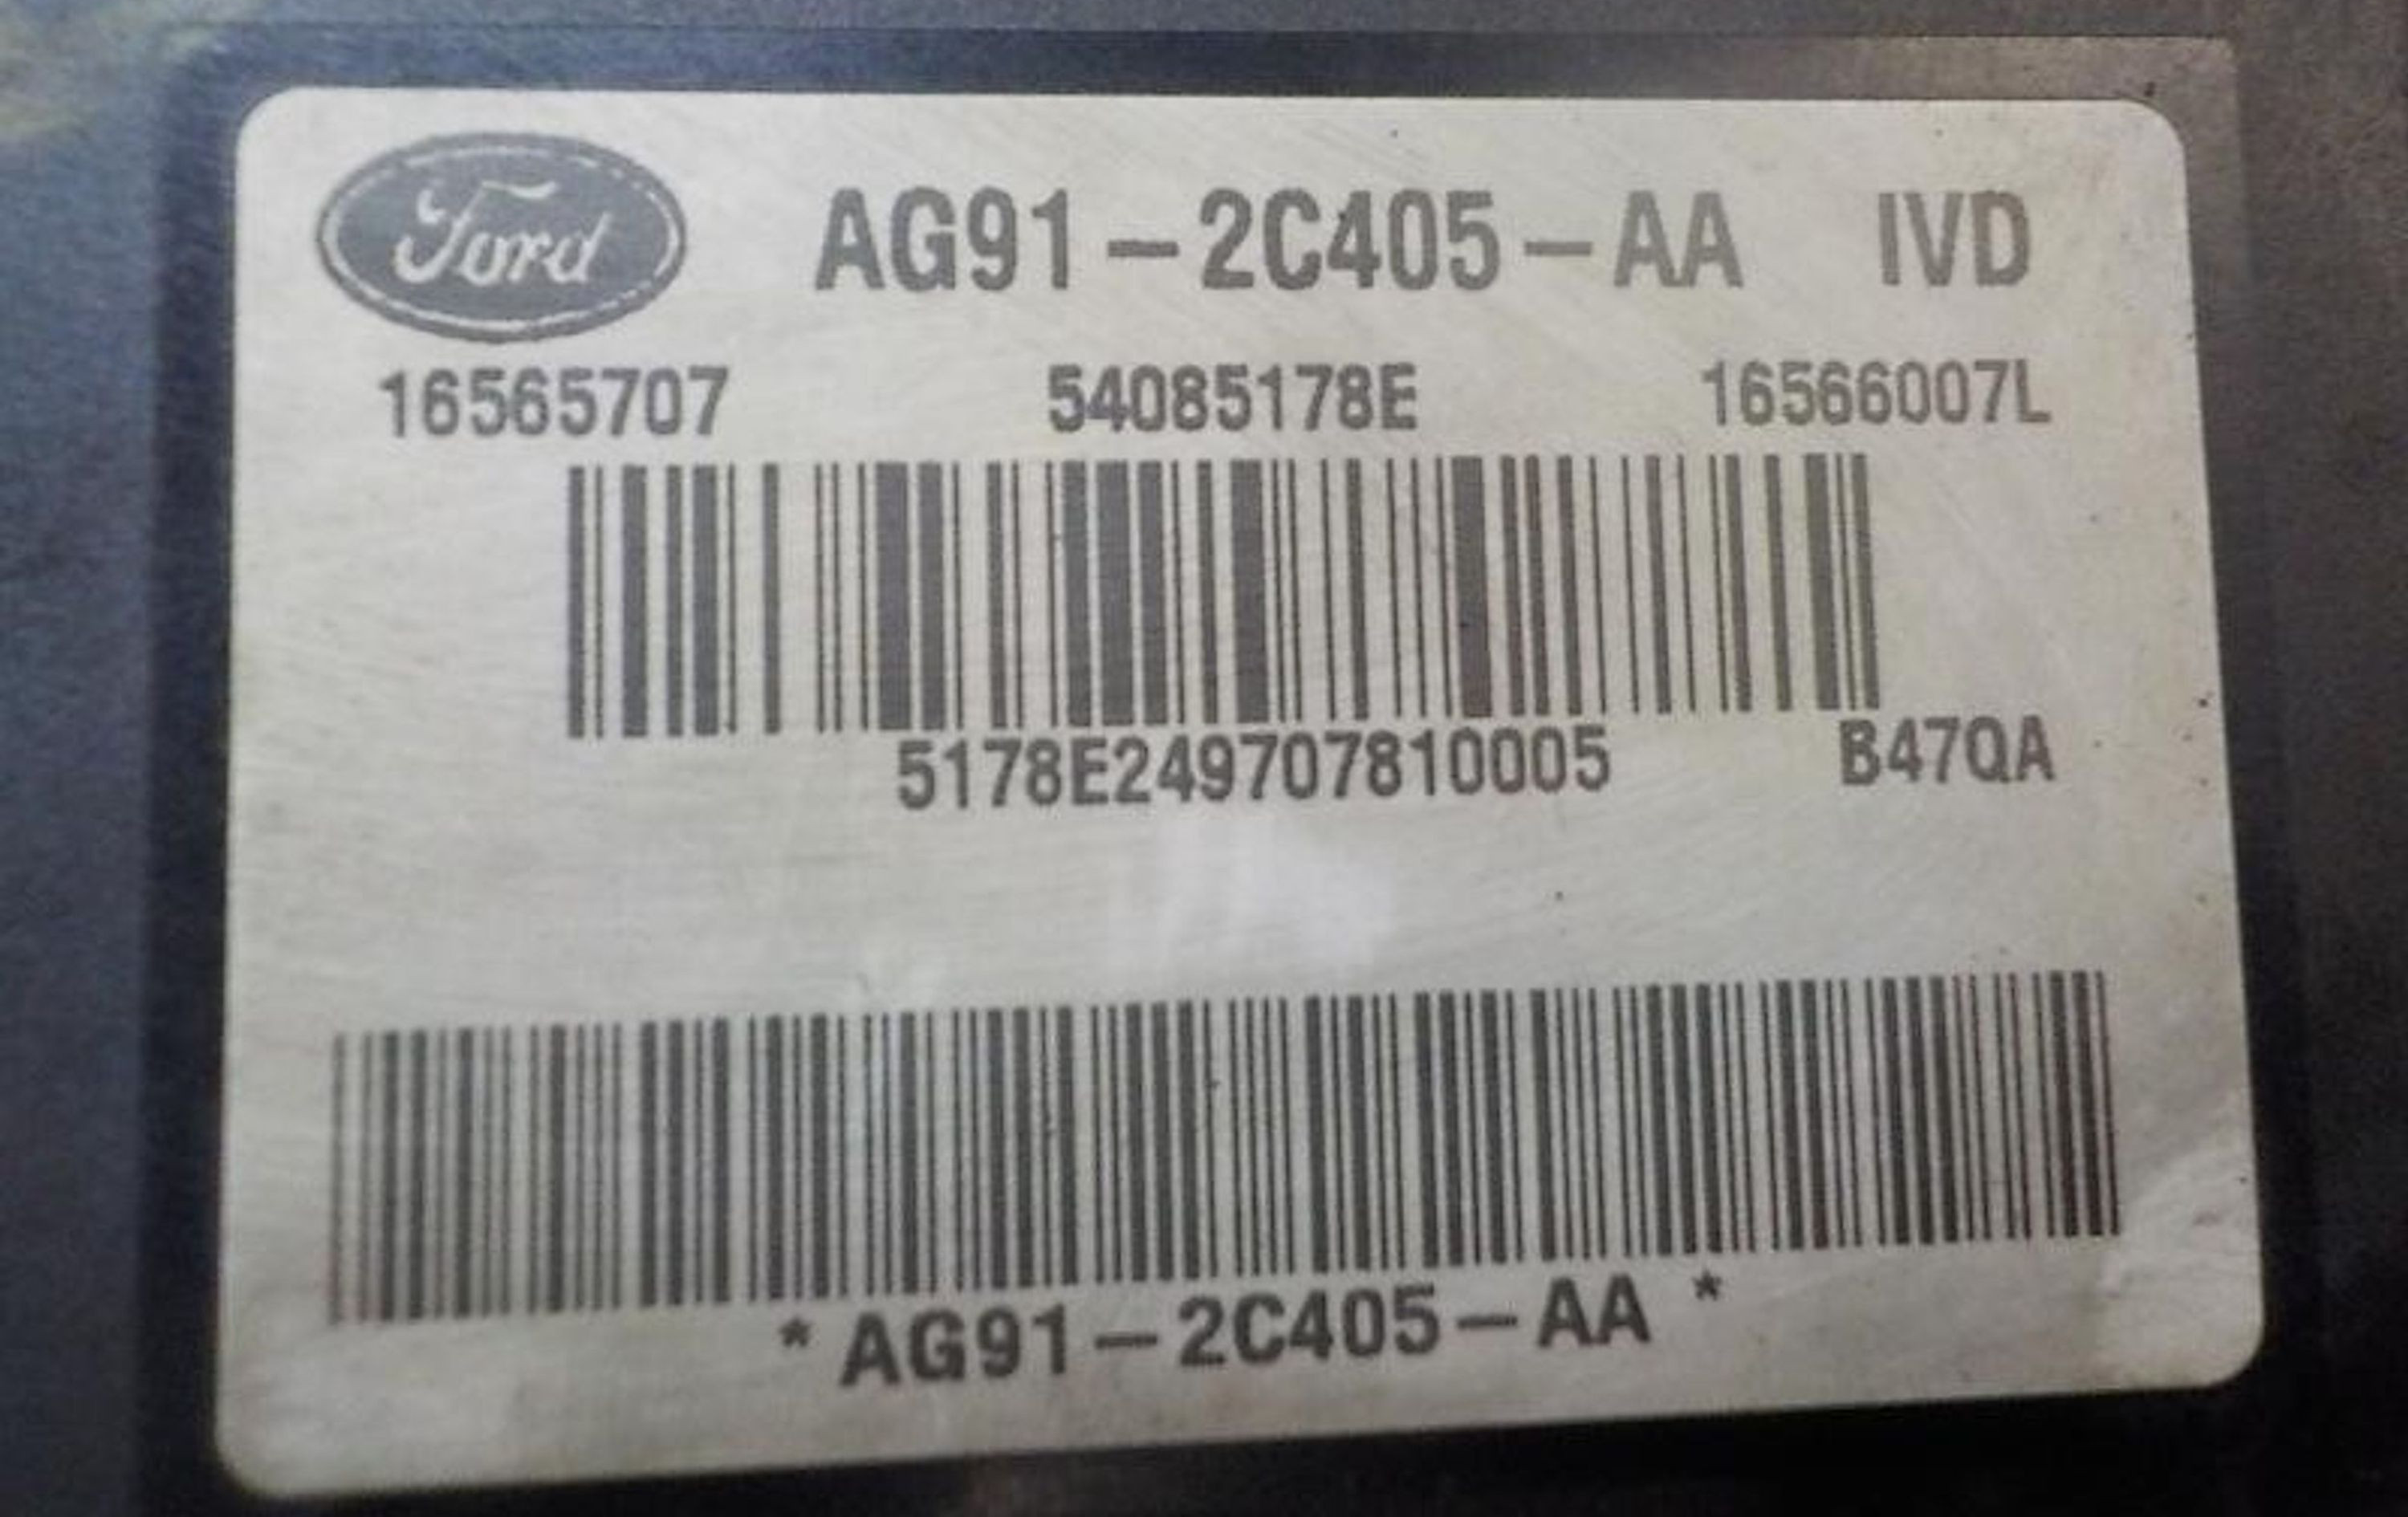 Ford AG91-2C405-AA IVD
16565707 54085178E 16566007L
5178E249707810005 B47QA
*AG91-2C405-AA*